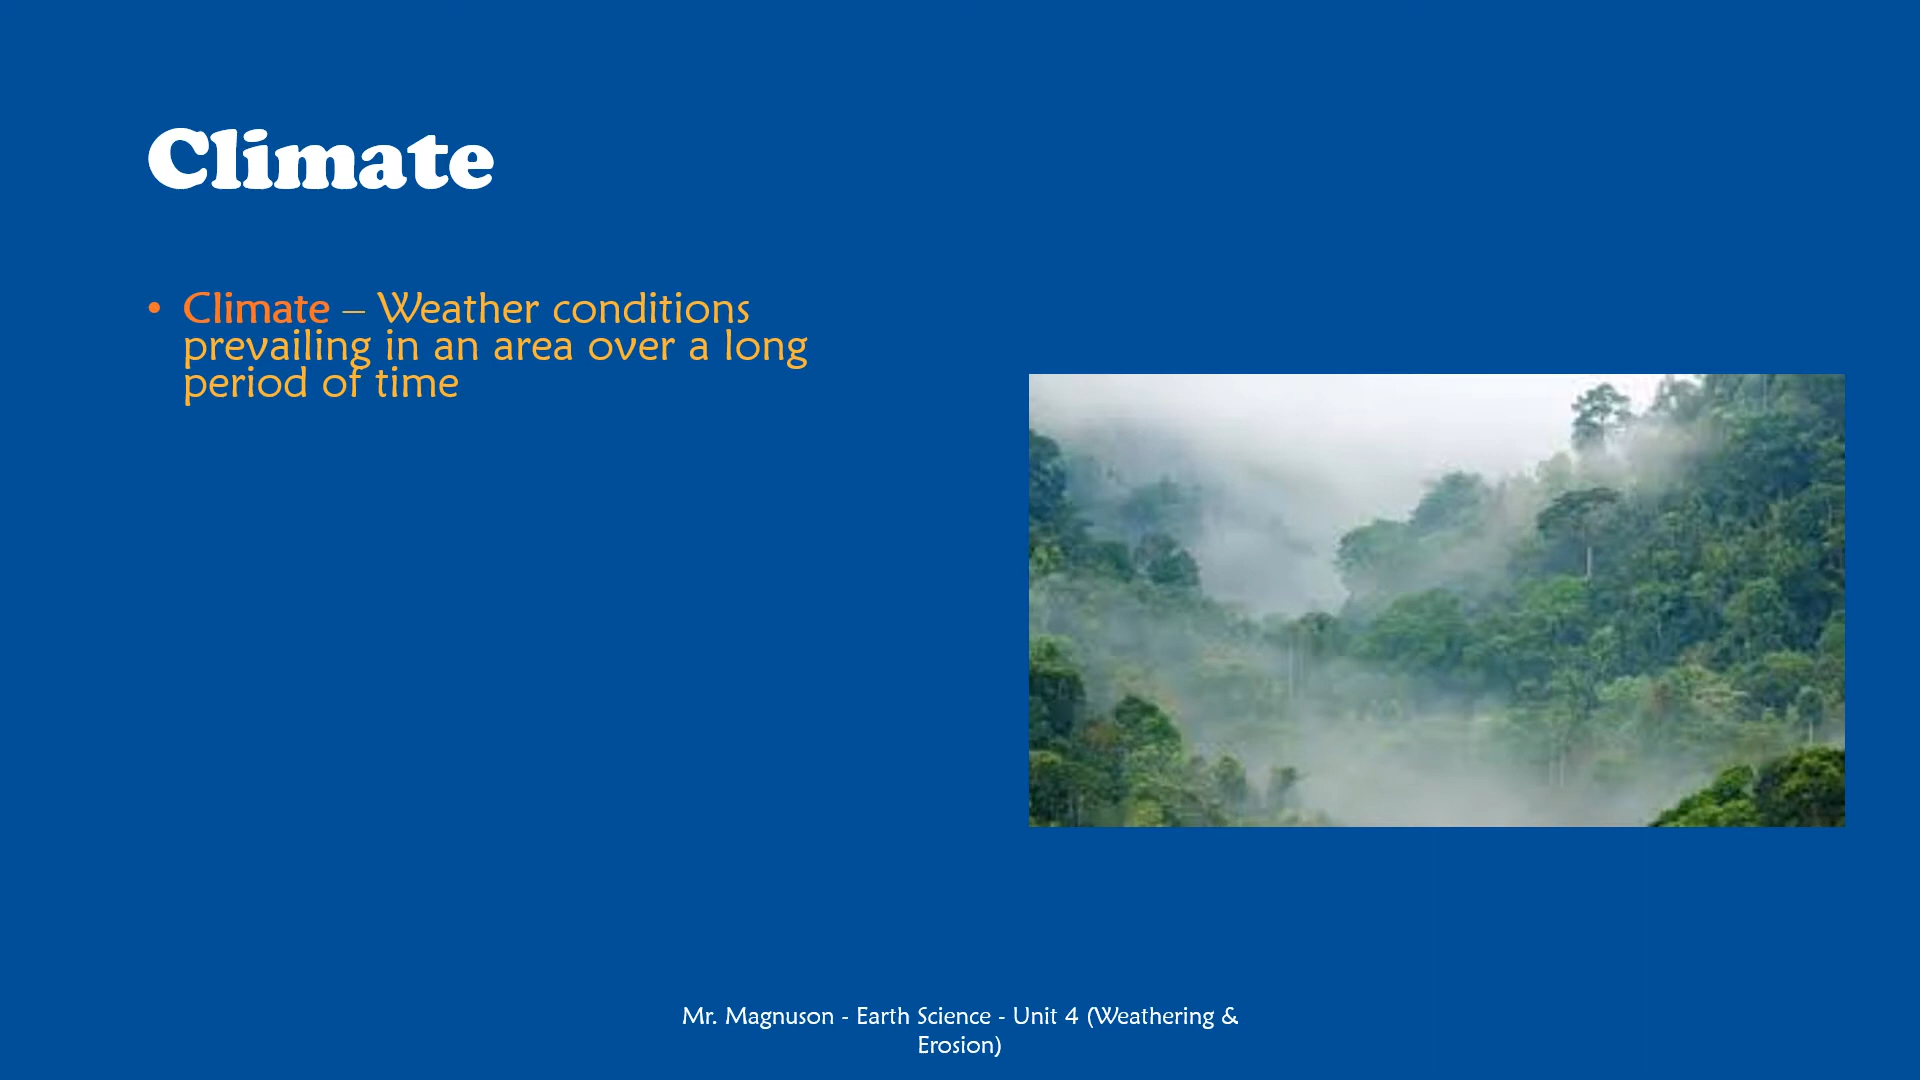 Climate
• Climate – Weather conditions
prevailing in an area over a long
period of time
Mr. Magnuson - Earth Science - Unit 4 (Weathering &
Erosion)